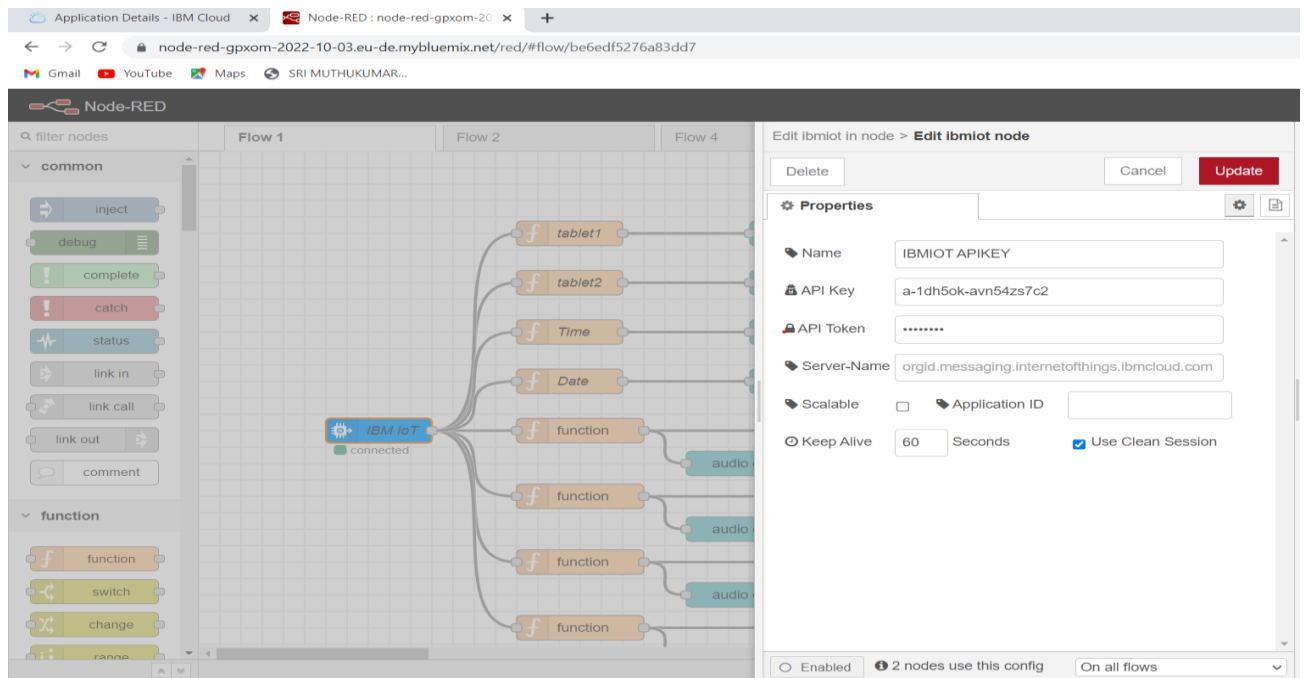 Application Details - IBM Cloud
Node-RED : node-red-gpxom-20
node-red-gpxom-2022-10-03.eu-de.mybluemix.net/red/#flow/be6edf5276a83dd7
Gmail YouTube Maps SRI MUTHUKUMAR...
Node-RED
filter nodes
common
inject
debug
complete
catch
status
link in
link call
link out
comment
function
function
switch
change
range
Flow 1 Flow 2 Flow 4
tablet1
tablet2
Time
Date
IBM IoT
connected
function
audio
function
audio
function
audio
function
Edit ibmiot in node > Edit ibmiot node
Delete Cancel Update
Properties
Name IBMIOT APIKEY
API Key a-1dh5ok-avn54zs7c2
API Token ••••••••
Server-Name orgid.messaging.internetofthings.ibmcloud.com
Scalable Application ID
Keep Alive 60 Seconds Use Clean Session
Enabled 2 nodes use this config On all flows